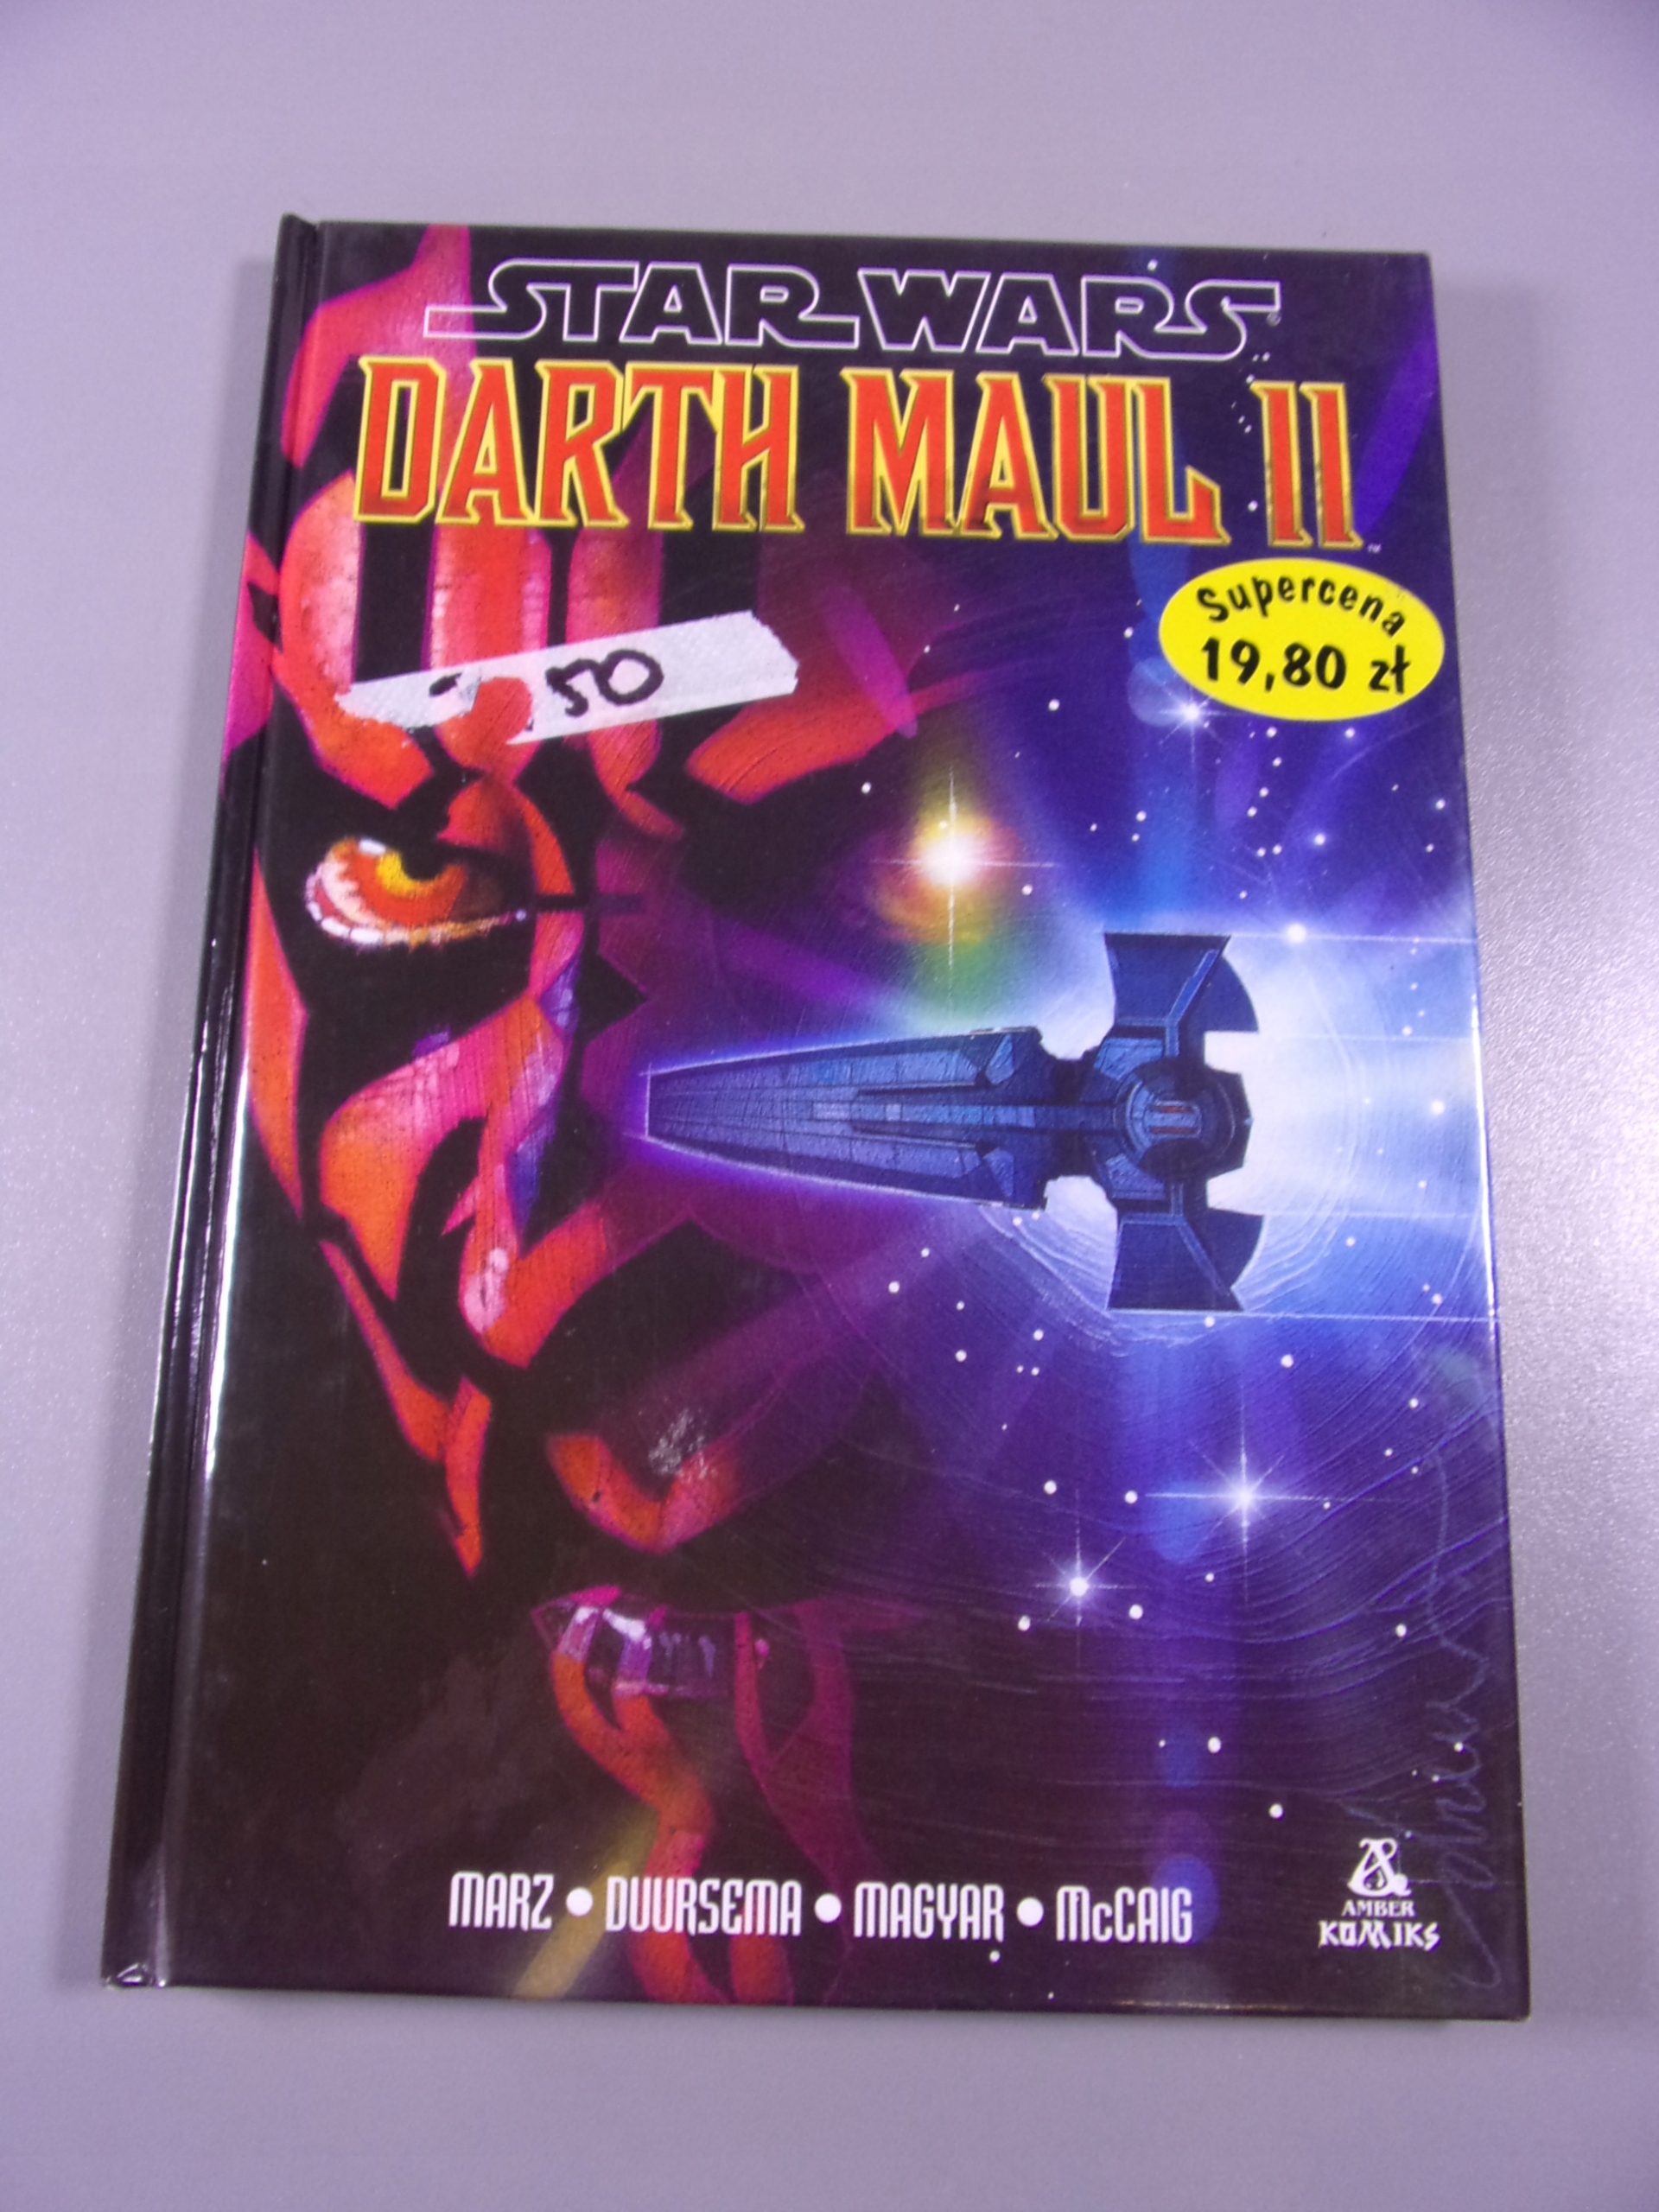 STAR WARS
DARTH MAUL II
Supercena
19,80 zł
50
MARZ • DUURSEMA • MAGYAR • McCAIG
AMBER
KOMIKS